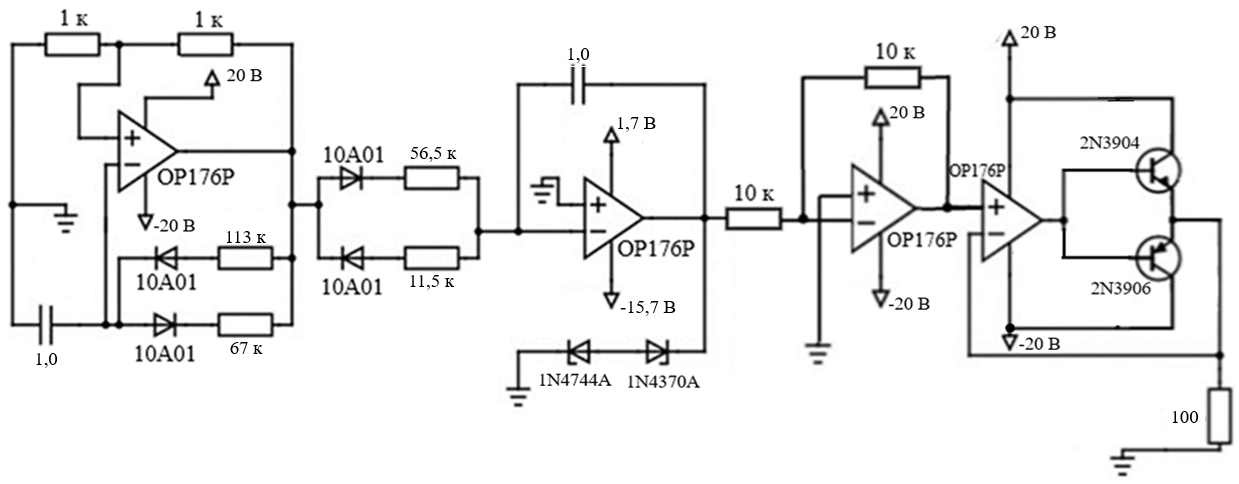 1 к
1 к
20 В
+
−
OP176P
-20 В
113 к
10A01
10A01
67 к
1,0
10A01
56,5 к
10A01
11,5 к
1,0
1,7 В
+
−
OP176P
-15,7 В
1N4744A
1N4370A
10 к
10 к
20 В
+
−
OP176P
-20 В
20 В
OP176P
+
−
-20 В
2N3904
2N3906
100